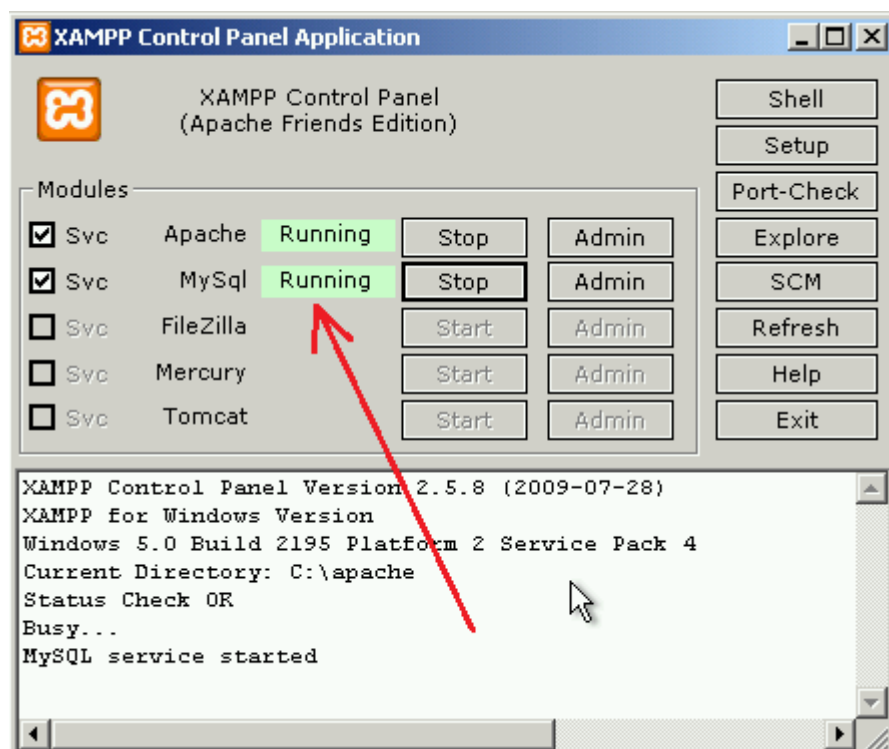 XAMPP Control Panel Application
XAMPP Control Panel
(Apache Friends Edition)
Shell
Setup
Port-Check
Explore
SCM
Refresh
Help
Exit
Modules
Svc Apache Running Stop Admin
Svc MySql Running Stop Admin
Svc FileZilla Start Admin
Svc Mercury Start Admin
Svc Tomcat Start Admin
XAMPP Control Panel Version 2.5.8 (2009-07-28)
XAMPP for Windows Version
Windows 5.0 Build 2195 Platform 2 Service Pack 4
Current Directory: C:\apache
Status Check OK
Busy...
MySQL service started